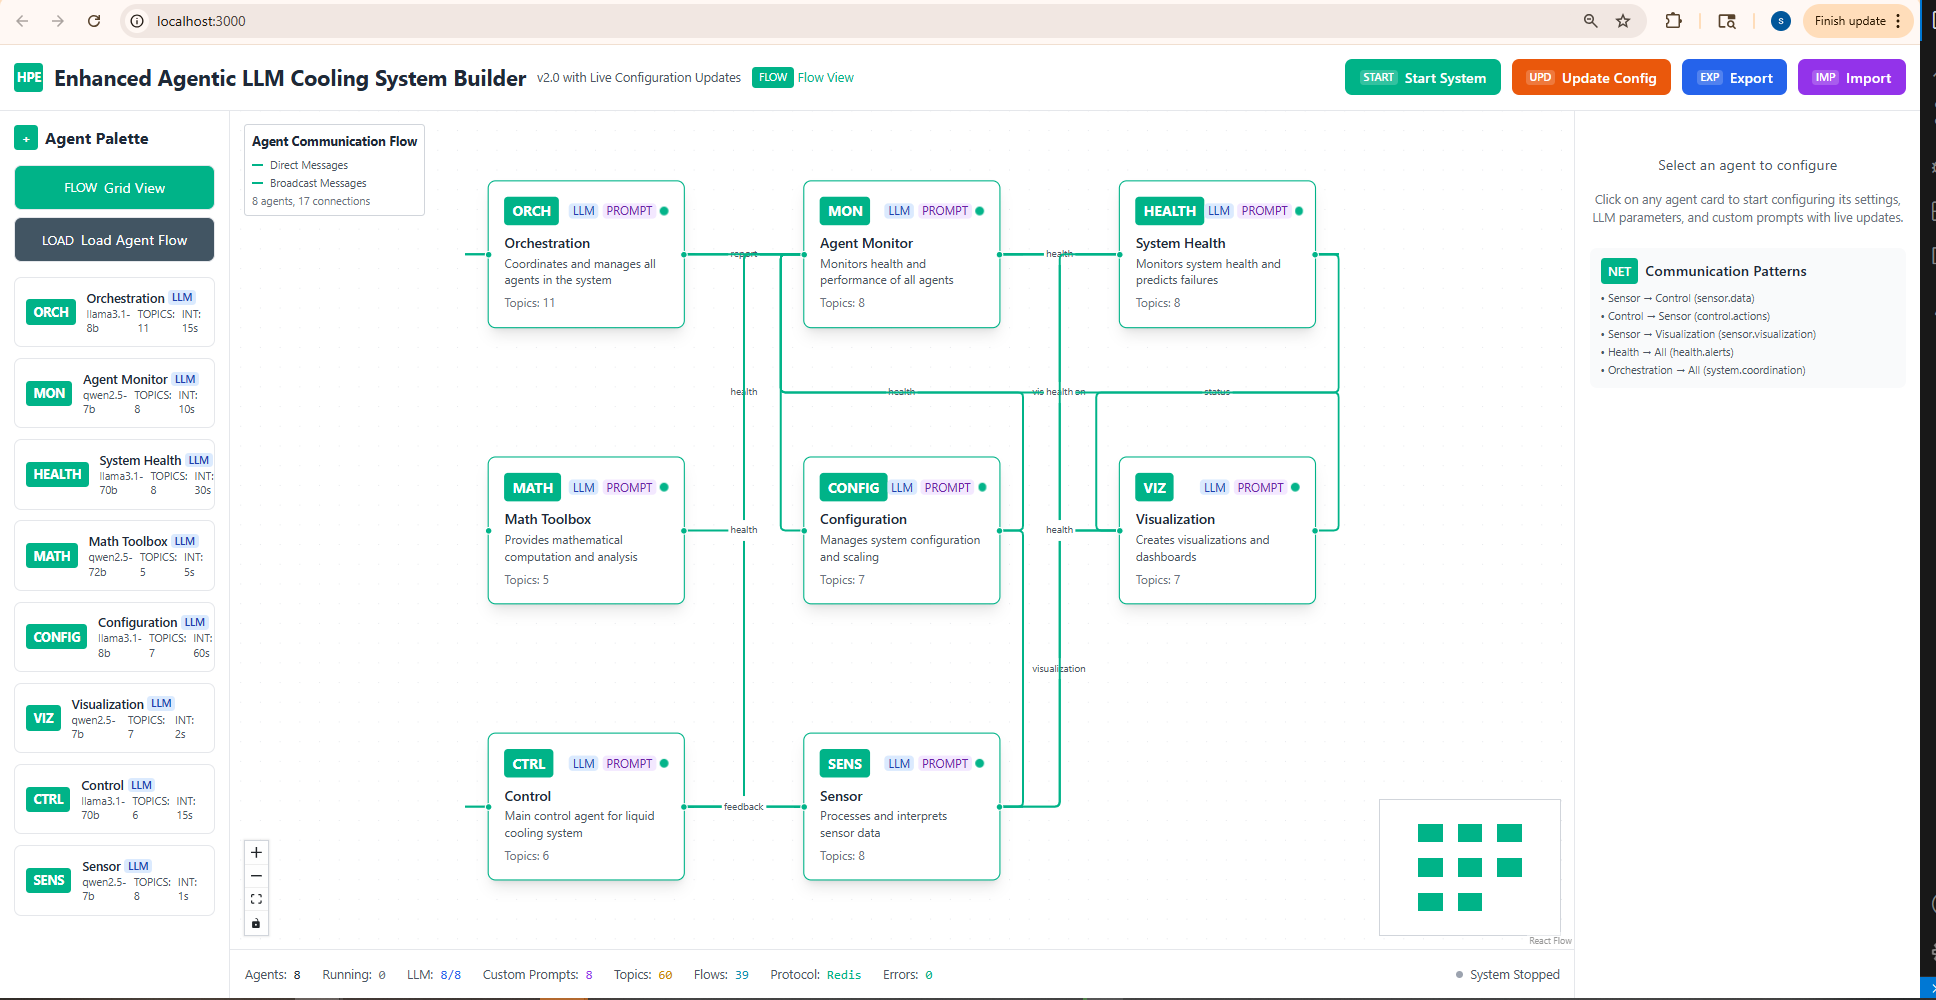 localhost:3000
s
Finish update
HPE
Enhanced Agentic LLM Cooling System Builder
v2.0 with Live Configuration Updates
FLOW
Flow View
START Start System
UPD Update Config
EXP Export
IMP Import
+ Agent Palette
FLOW Grid View
LOAD Load Agent Flow
ORCH
Orchestration LLM
llama3.1-8b TOPICS: 11 INT: 15s
MON
Agent Monitor LLM
qwen2.5-7b TOPICS: 8 INT: 10s
HEALTH
System Health LLM
llama3.1-70b TOPICS: 8 INT: 30s
MATH
Math Toolbox LLM
qwen2.5-72b TOPICS: 5 INT: 5s
CONFIG
Configuration LLM
llama3.1-8b TOPICS: 7 INT: 60s
VIZ
Visualization LLM
qwen2.5-7b TOPICS: 7 INT: 2s
CTRL
Control LLM
llama3.1-70b TOPICS: 6 INT: 15s
SENS
Sensor LLM
qwen2.5-7b TOPICS: 8 INT: 1s
Agent Communication Flow
Direct Messages
Broadcast Messages
8 agents, 17 connections
ORCH LLM PROMPT
Orchestration
Coordinates and manages all
agents in the system
Topics: 11
report
MON LLM PROMPT
Agent Monitor
Monitors health and
performance of all agents
Topics: 8
health
HEALTH LLM PROMPT
System Health
Monitors system health and
predicts failures
Topics: 8
health
health
vis health on
status
MATH LLM PROMPT
Math Toolbox
Provides mathematical
computation and analysis
Topics: 5
health
CONFIG LLM PROMPT
Configuration
Manages system configuration
and scaling
Topics: 7
health
VIZ LLM PROMPT
Visualization
Creates visualizations and
dashboards
Topics: 7
visualization
CTRL LLM PROMPT
Control
Main control agent for liquid
cooling system
Topics: 6
feedback
SENS LLM PROMPT
Sensor
Processes and interprets
sensor data
Topics: 8
React Flow
Select an agent to configure
Click on any agent card to start configuring its settings,
LLM parameters, and custom prompts with live updates.
NET Communication Patterns
• Sensor → Control (sensor.data)
• Control → Sensor (control.actions)
• Sensor → Visualization (sensor.visualization)
• Health → All (health.alerts)
• Orchestration → All (system.coordination)
Agents: 8 Running: 0 LLM: 8/8 Custom Prompts: 8 Topics: 60 Flows: 39 Protocol: Redis Errors: 0
System Stopped